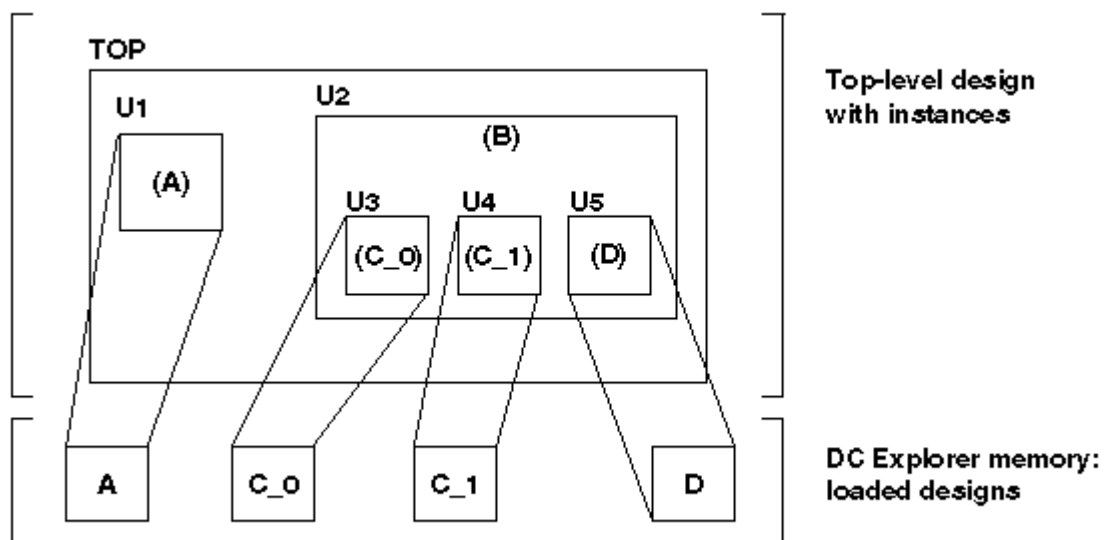 TOP
Top-level design
with instances
U1
U2
(B)
(A)
U3
U4
U5
(C_0)
(C_1)
(D)
A
C_0
C_1
D
DC Explorer memory:
loaded designs